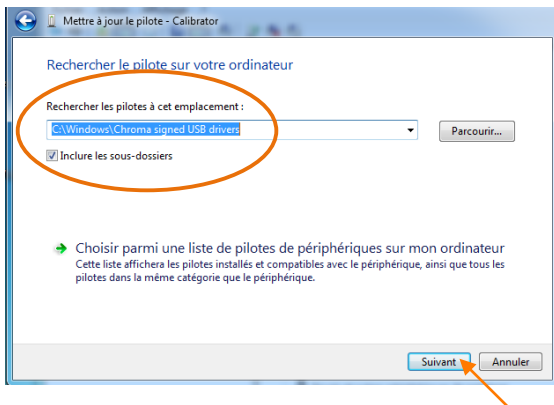 Mettre à jour le pilote - Calibrator
Rechercher le pilote sur votre ordinateur
Rechercher les pilotes à cet emplacement :
C:\Windows\Chroma signed USB drivers
Parcourir...
Inclure les sous-dossiers
Choisir parmi une liste de pilotes de périphériques sur mon ordinateur
Cette liste affichera les pilotes installés et compatibles avec le périphérique, ainsi que tous les
pilotes dans la même catégorie que le périphérique.
Suivant
Annuler